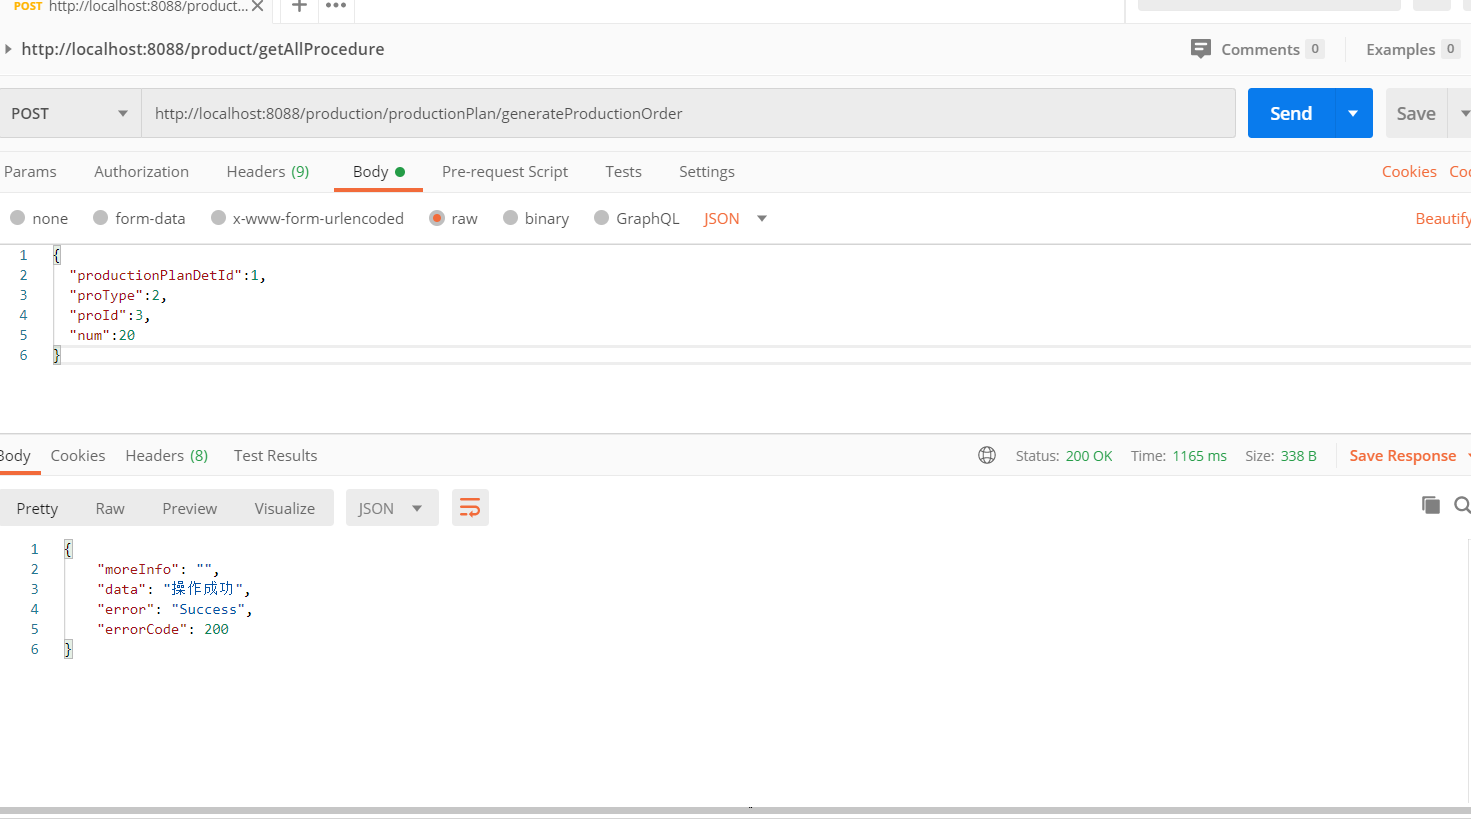 POST http://localhost:8088/product...
http://localhost:8088/product/getAllProcedure Comments 0 Examples 0
POST http://localhost:8088/production/productionPlan/generateProductionOrder Send Save
Params Authorization Headers (9) Body Pre-request Script Tests Settings Cookies
none form-data x-www-form-urlencoded raw binary GraphQL JSON Beautify
1 {
2 "productionPlanDetId":1,
3 "proType":2,
4 "proId":3,
5 "num":20
6 }
Body Cookies Headers (8) Test Results Status: 200 OK Time: 1165 ms Size: 338 B Save Response
Pretty Raw Preview Visualize JSON
1 {
2 "moreInfo": "",
3 "data": "操作成功",
4 "error": "Success",
5 "errorCode": 200
6 }